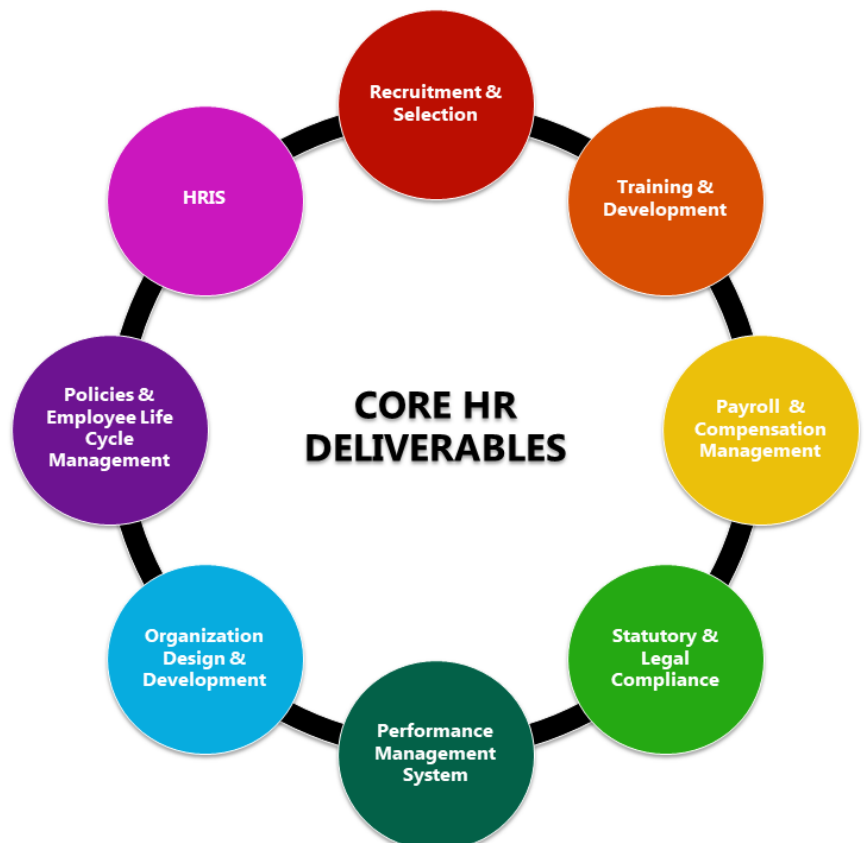 Recruitment &
Selection
Training &
Development
Payroll &
Compensation
Management
Statutory &
Legal
Compliance
Performance
Management
System
Organization
Design &
Development
Policies &
Employee Life
Cycle
Management
HRIS
CORE HR
DELIVERABLES